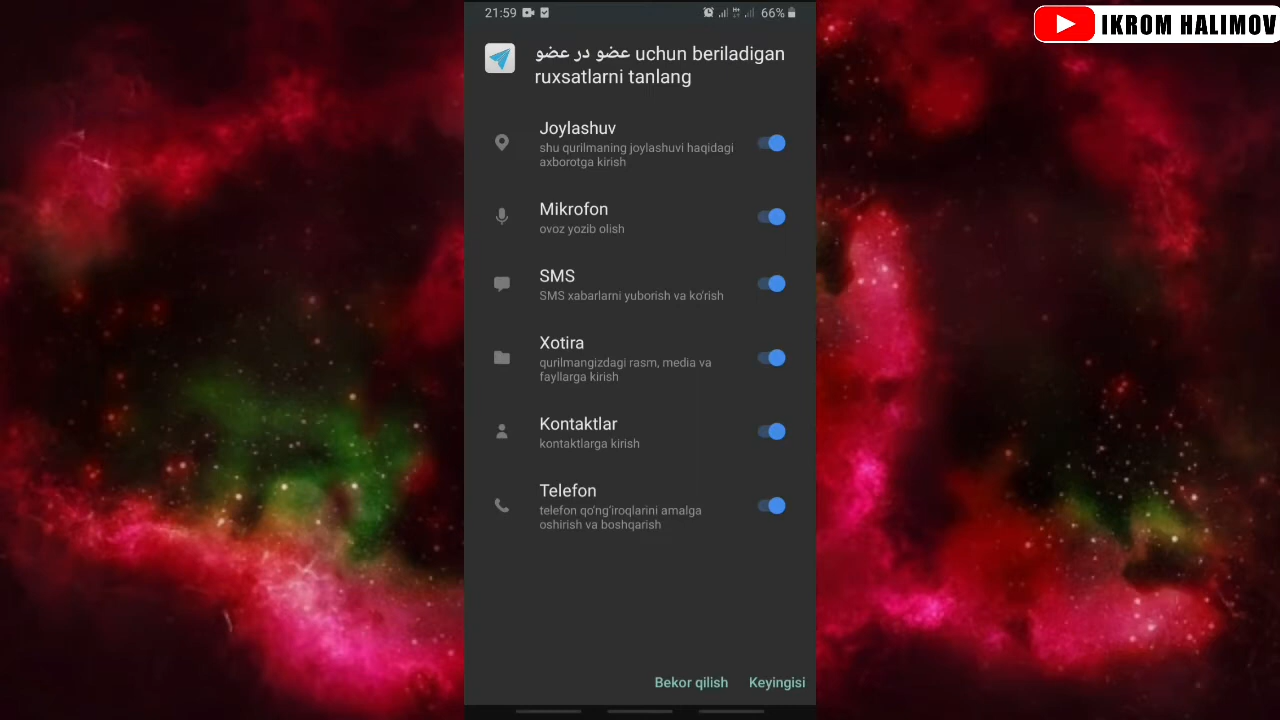 21:59
66%
IKROM HALIMOV
عضو در عضو uchun beriladigan
ruxsatlarni tanlang
Joylashuv
shu qurilmaning joylashuvi haqidagi
axborotga kirish
Mikrofon
ovoz yozib olish
SMS
SMS xabarlarni yuborish va ko'rish
Xotira
qurilmangizdagi rasm, media va
fayllarga kirish
Kontaktlar
kontaktlarga kirish
Telefon
telefon qo'ng'iroqlarini amalga
oshirish va boshqarish
Bekor qilish
Keyingisi